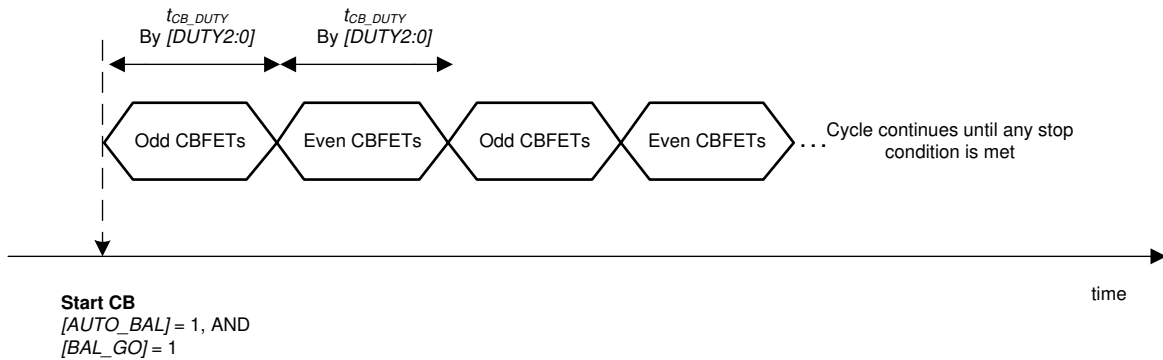 tCB_DUTY
By [DUTY2:0]
tCB_DUTY
By [DUTY2:0]
Odd CBFETs
Even CBFETs
Odd CBFETs
Even CBFETs
... Cycle continues until any stop
condition is met
time
Start CB
[AUTO_BAL] = 1, AND
[BAL_GO] = 1